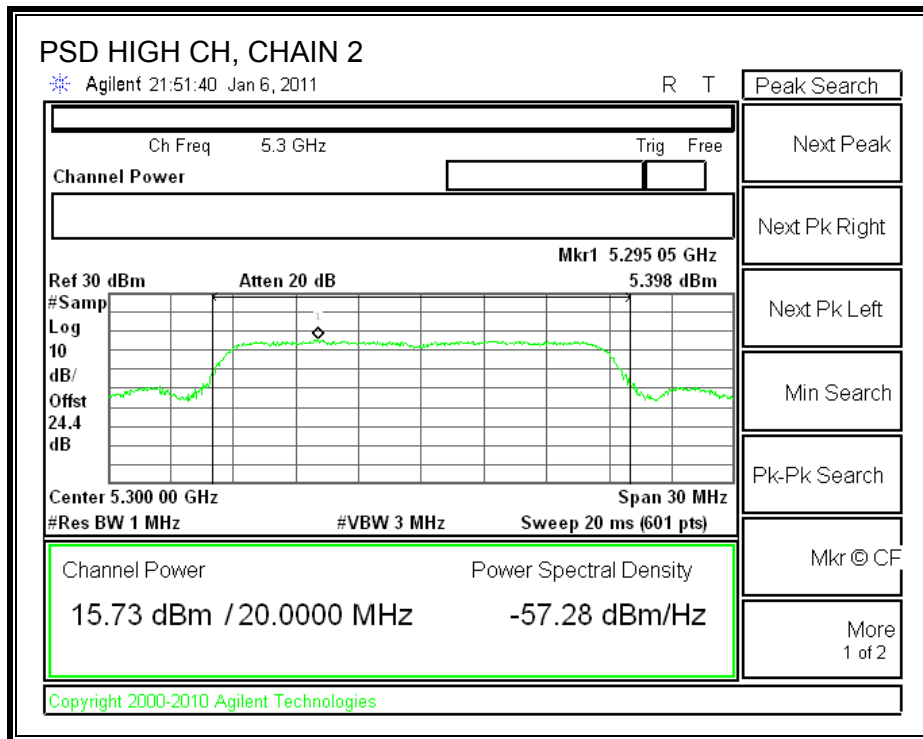 PSD HIGH CH, CHAIN 2
Agilent 21:51:40 Jan 6, 2011 R T
Peak Search
Ch Freq 5.3 GHz Trig Free
Channel Power
Mkr1 5.295 05 GHz
Ref 30 dBm Atten 20 dB 5.398 dBm
#Samp
Log
10
dB/
Offst
24.4
dB
1
Center 5.300 00 GHz Span 30 MHz
#Res BW 1 MHz #VBW 3 MHz Sweep 20 ms (601 pts)
Channel Power Power Spectral Density
15.73 dBm / 20.0000 MHz -57.28 dBm/Hz
Copyright 2000-2010 Agilent Technologies
Next Peak
Next Pk Right
Next Pk Left
Min Search
Pk-Pk Search
Mkr © CF
More
1 of 2